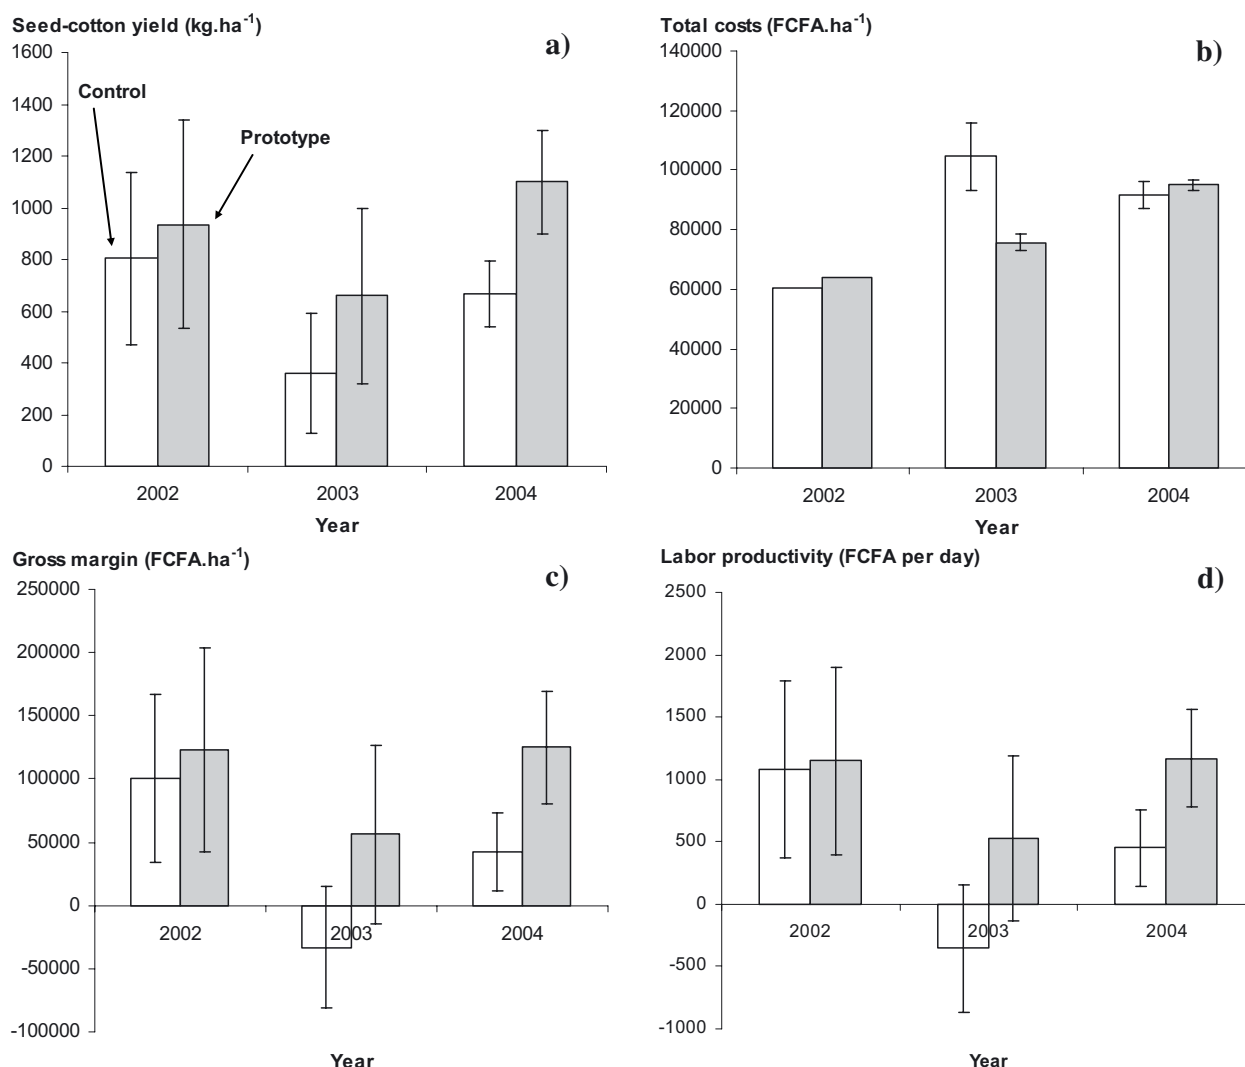 Seed-cotton yield (kg.ha⁻¹)
a)
1600
1400
1200
1000
800
600
400
200
0
Control
Prototype
2002 2003 2004
Year
Total costs (FCFA.ha⁻¹)
b)
140000
120000
100000
80000
60000
40000
20000
0
2002 2003 2004
Year
Gross margin (FCFA.ha⁻¹)
c)
250000
200000
150000
100000
50000
0
-50000
-100000
2002 2003 2004
Year
Labor productivity (FCFA per day)
d)
2500
2000
1500
1000
500
0
-500
-1000
2002 2003 2004
Year